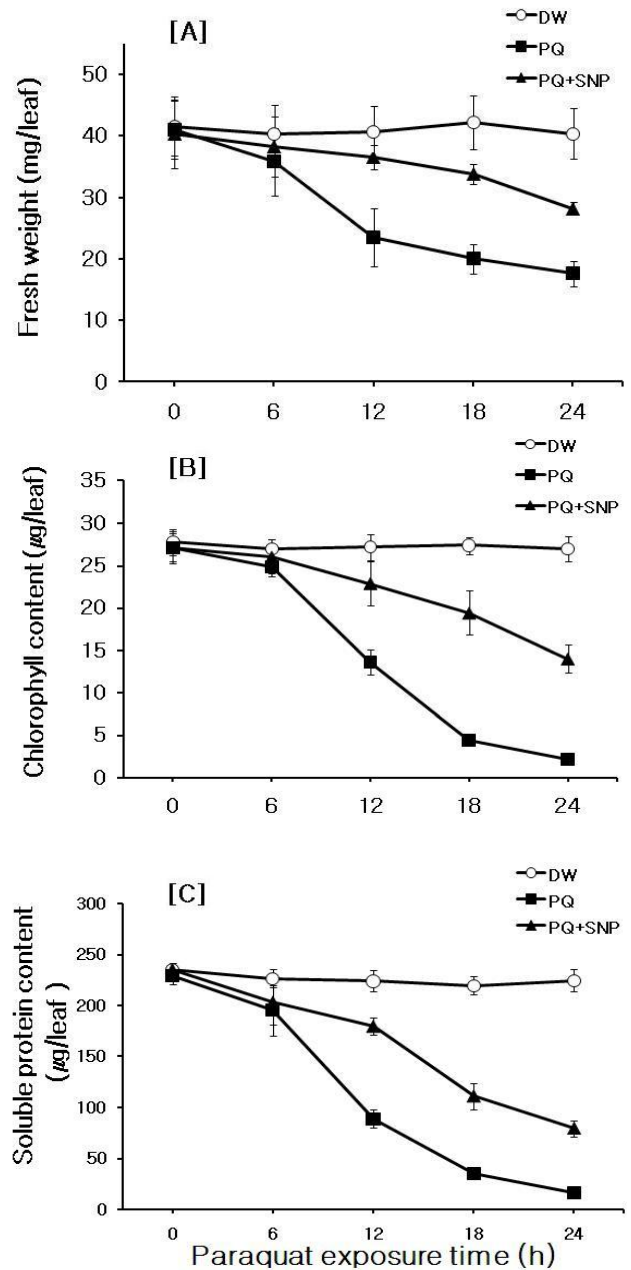 [A]
DW
PQ
PQ+SNP
Fresh weight (mg/leaf)
50
40
30
20
10
0
0 6 12 18 24
[B]
DW
PQ
PQ+SNP
Chlorophyll content (μg/leaf)
35
30
25
20
15
10
5
0
0 6 12 18 24
[C]
DW
PQ
PQ+SNP
Soluble protein content
(μg/leaf)
300
250
200
150
100
50
0
0 6 12 18 24
Paraquat exposure time (h)